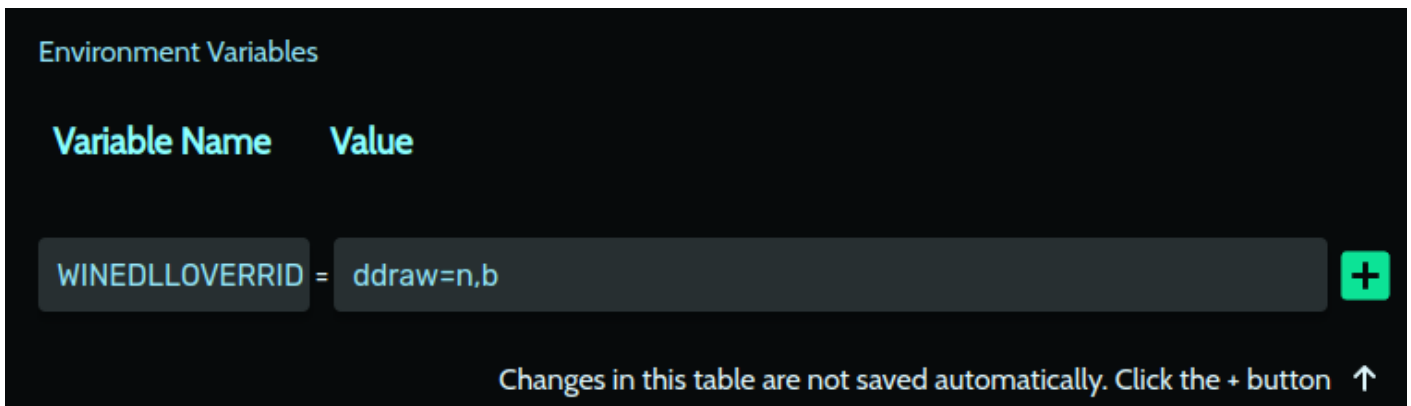 Environment Variables
Variable Name Value
WINEDLLOVERRID = ddraw=n,b +
Changes in this table are not saved automatically. Click the + button ↑